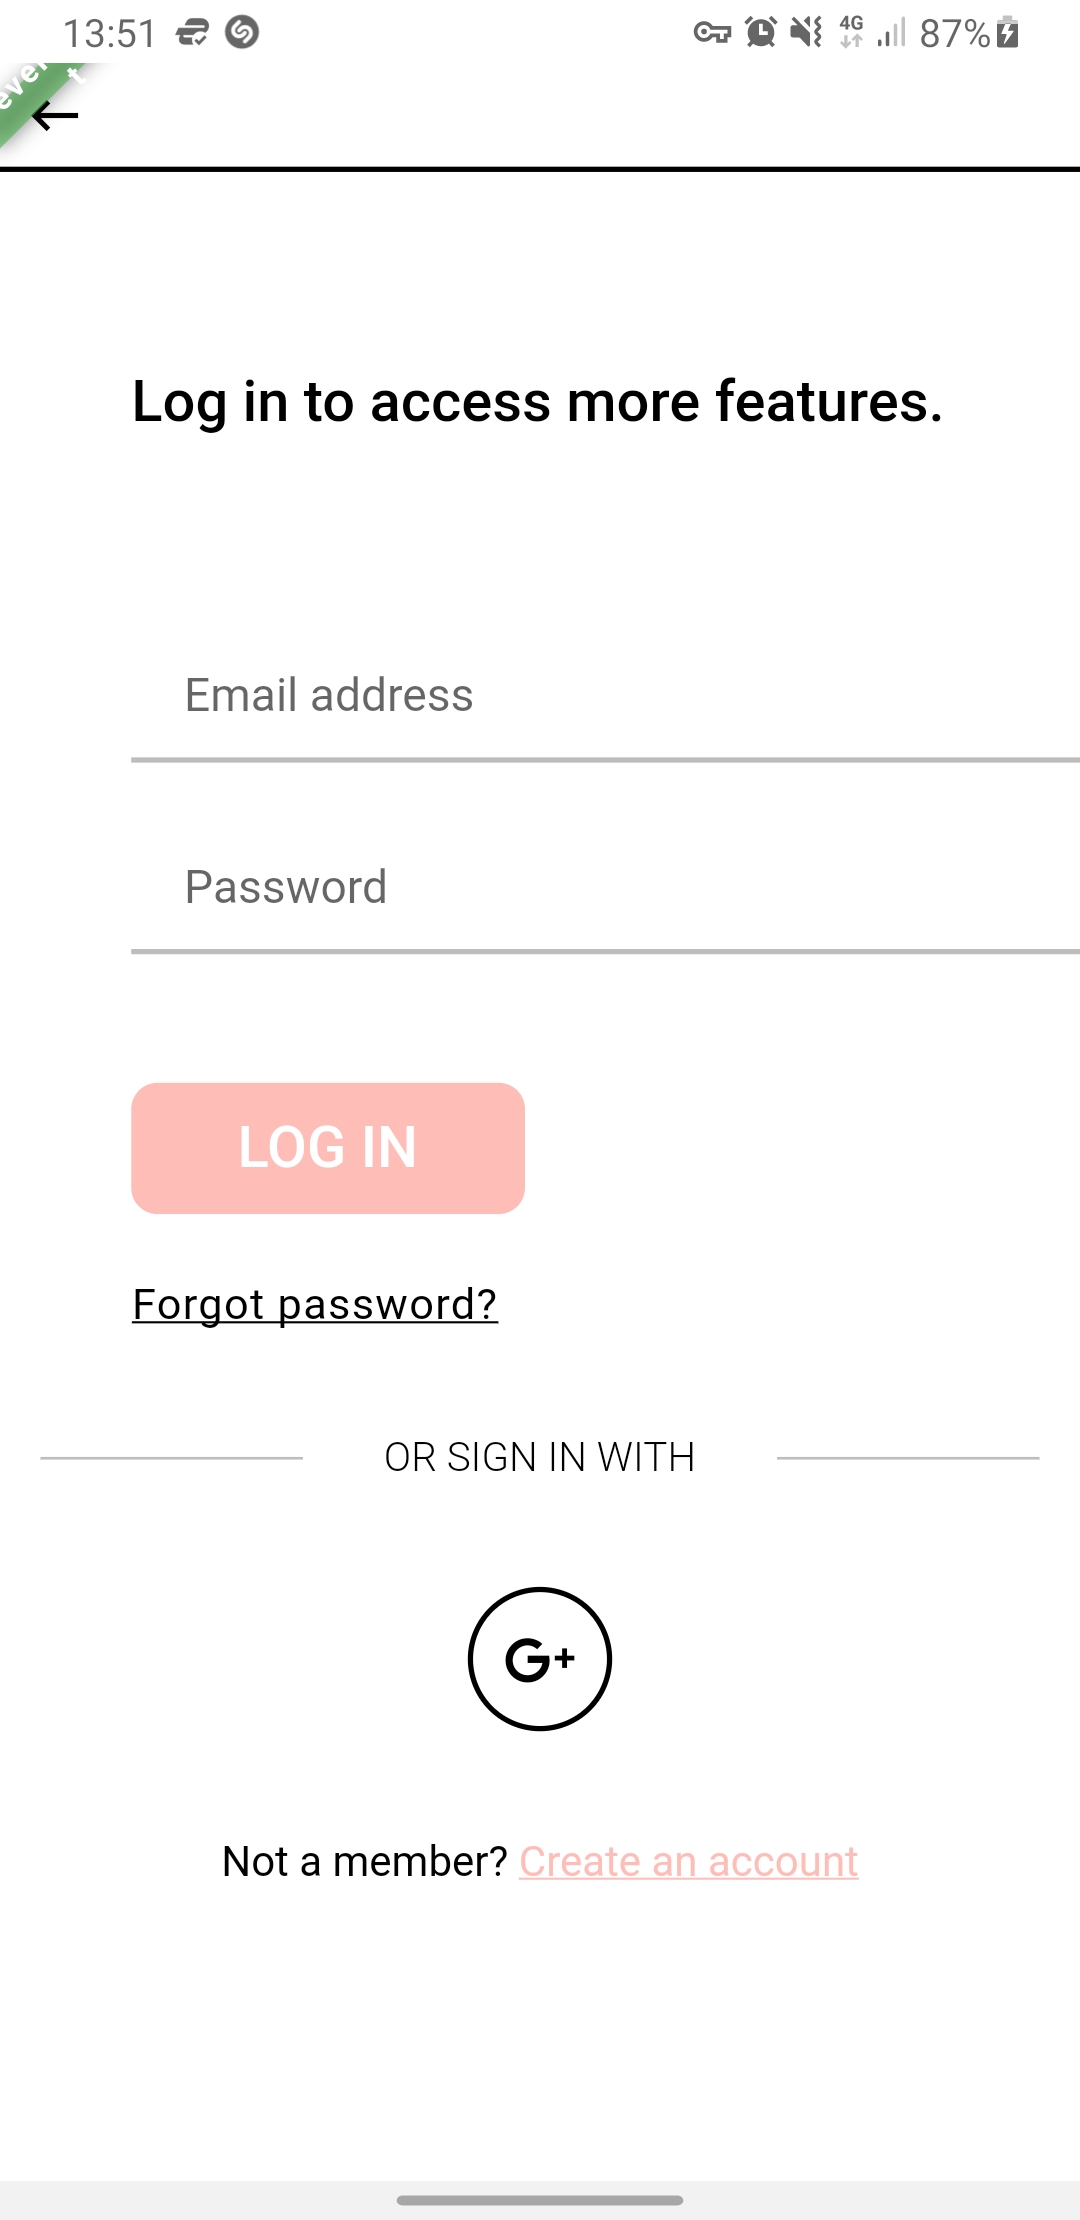 13:51 4G 87%
Log in to access more features.
Email address
Password
LOG IN
Forgot password?
OR SIGN IN WITH
G+
Not a member? Create an account